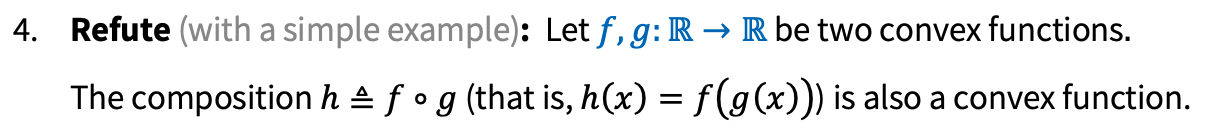 4. Refute (with a simple example): Let f, g: ℝ → ℝ be two convex functions.
The composition h ≜ f ∘ g (that is, h(x) = f(g(x))) is also a convex function.